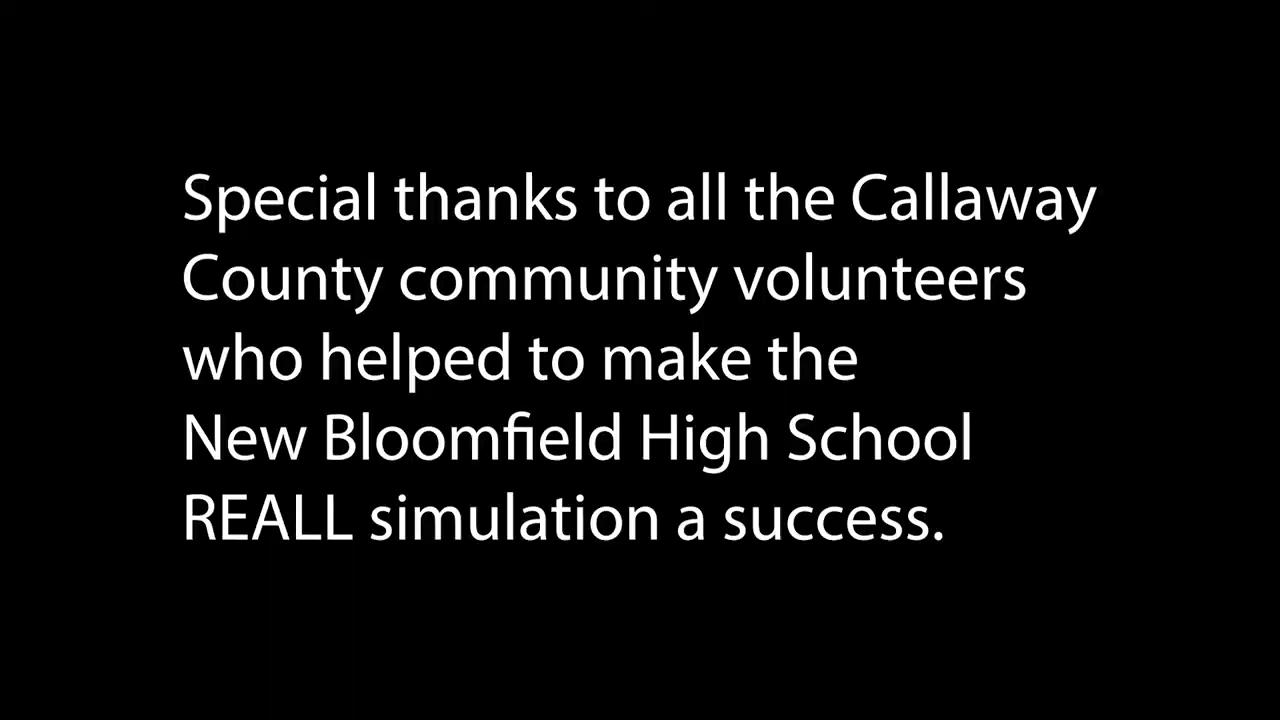 Special thanks to all the Callaway
County community volunteers
who helped to make the
New Bloomfield High School
REALL simulation a success.